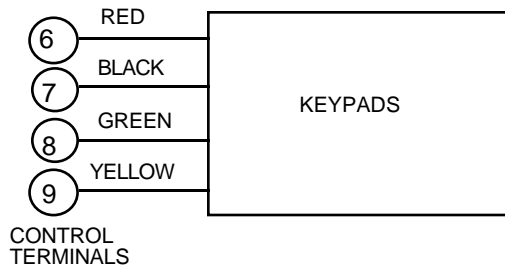 6 RED
7 BLACK
KEYPADS
8 GREEN
9 YELLOW
CONTROL
TERMINALS